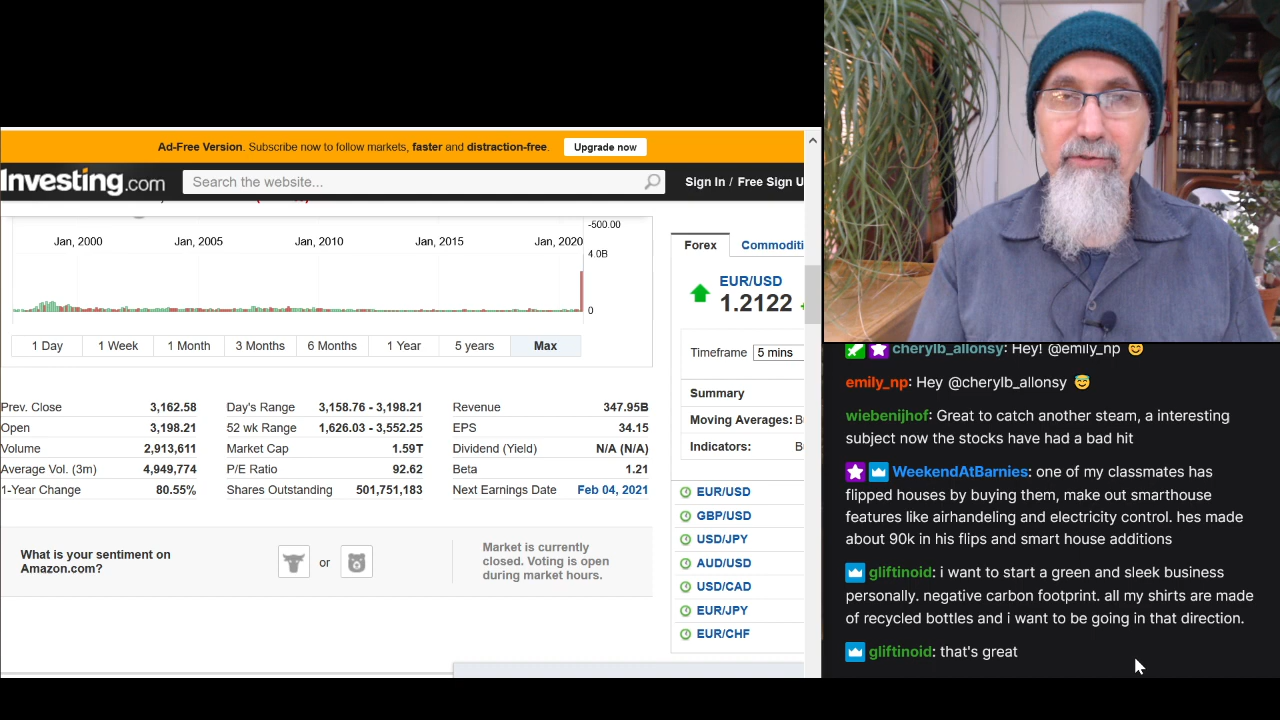 Ad-Free Version. Subscribe now to follow markets, faster and distraction-free.
Upgrade now
Investing.com
Search the website...
Sign In / Free Sign U
-500.00
Jan, 2000
Jan, 2005
Jan, 2010
Jan, 2015
Jan, 2020
4.0B
0
1 Day
1 Week
1 Month
3 Months
6 Months
1 Year
5 years
Max
Prev. Close 3,162.58
Day's Range 3,158.76 - 3,198.21
Revenue 347.95B
Open 3,198.21
52 wk Range 1,626.03 - 3,552.25
EPS 34.15
Volume 2,913,611
Market Cap 1.59T
Dividend (Yield) N/A (N/A)
Average Vol. (3m) 4,949,774
P/E Ratio 92.62
Beta 1.21
1-Year Change 80.55%
Shares Outstanding 501,751,183
Next Earnings Date Feb 04, 2021
What is your sentiment on
Amazon.com?
or
Market is currently
closed. Voting is open
during market hours.
Forex
Commoditi
EUR/USD
1.2122
Timeframe 5 mins
Summary
Moving Averages: B
Indicators: B
EUR/USD
GBP/USD
USD/JPY
AUD/USD
USD/CAD
EUR/JPY
EUR/CHF
cherylb_allonsy: Hey! @emily_np 😊
emily_np: Hey @cherylb_allonsy 😇
wiebenijhof: Great to catch another steam, a interesting
subject now the stocks have had a bad hit
WeekendAtBarnies: one of my classmates has
flipped houses by buying them, make out smarthouse
features like airhandeling and electricity control. hes made
about 90k in his flips and smart house additions
gliftinoid: i want to start a green and sleek business
personally. negative carbon footprint. all my shirts are made
of recycled bottles and i want to be going in that direction.
gliftinoid: that's great